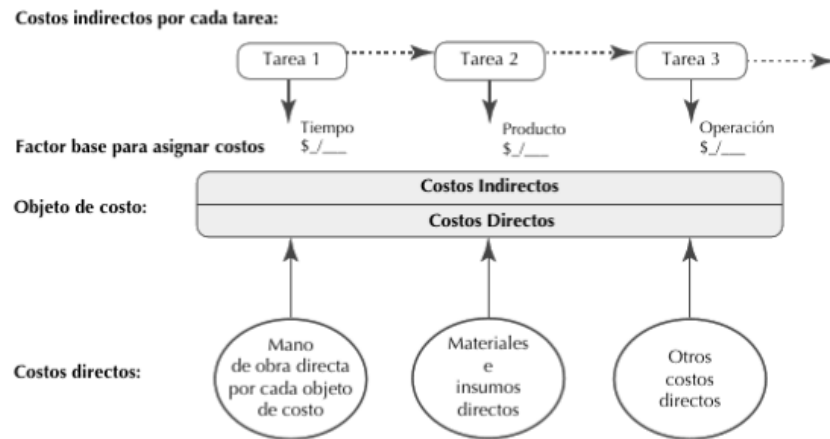 Costos indirectos por cada tarea:
Tarea 1
Tarea 2
Tarea 3
Factor base para asignar costos
Tiempo
$_/___
Producto
$_/___
Operación
$_/___
Objeto de costo:
Costos Indirectos
Costos Directos
Costos directos:
Mano
de obra directa
por cada objeto
de costo
Materiales
e
insumos
directos
Otros
costos
directos